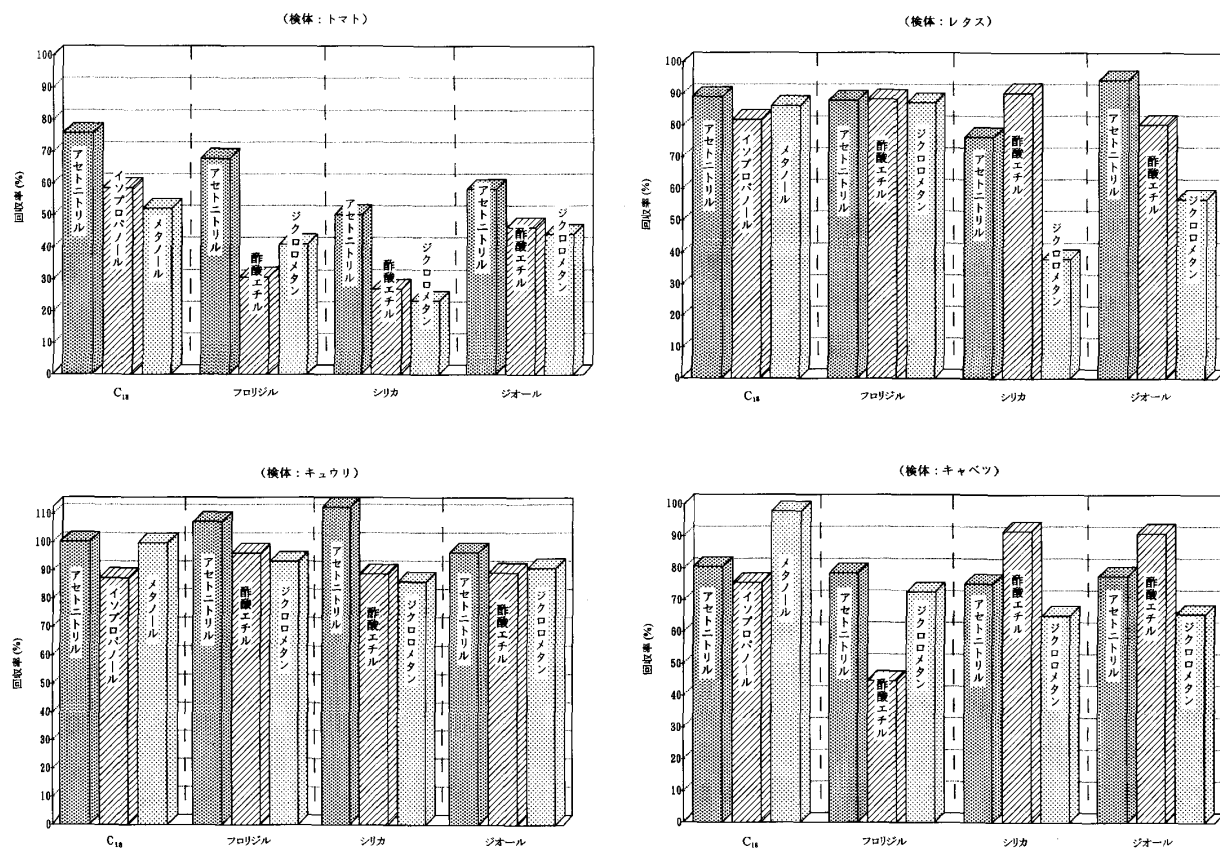 (検体:トマト)
100
90
80
70
60
50
40
30
20
10
0
回収率(%)
アセトニトリル
イソプロパノール
メタノール
アセトニトリル
酢酸エチル
ジクロロメタン
アセトニトリル
酢酸エチル
ジクロロメタン
アセトニトリル
酢酸エチル
ジクロロメタン
C₁₈
フロリジル
シリカ
ジオール
(検体:レタス)
100
90
80
70
60
50
40
30
20
10
0
回収率(%)
アセトニトリル
イソプロパノール
メタノール
アセトニトリル
酢酸エチル
ジクロロメタン
アセトニトリル
酢酸エチル
ジクロロメタン
アセトニトリル
酢酸エチル
ジクロロメタン
C₁₈
フロリジル
シリカ
ジオール
(検体:キュウリ)
110
100
90
80
70
60
50
40
30
20
10
0
回収率(%)
アセトニトリル
イソプロパノール
メタノール
アセトニトリル
酢酸エチル
ジクロロメタン
アセトニトリル
酢酸エチル
ジクロロメタン
アセトニトリル
酢酸エチル
ジクロロメタン
C₁₈
フロリジル
シリカ
ジオール
(検体:キャベツ)
100
90
80
70
60
50
40
30
20
10
0
回収率(%)
アセトニトリル
イソプロパノール
メタノール
アセトニトリル
酢酸エチル
ジクロロメタン
アセトニトリル
酢酸エチル
ジクロロメタン
アセトニトリル
酢酸エチル
ジクロロメタン
C₁₈
フロリジル
シリカ
ジオール